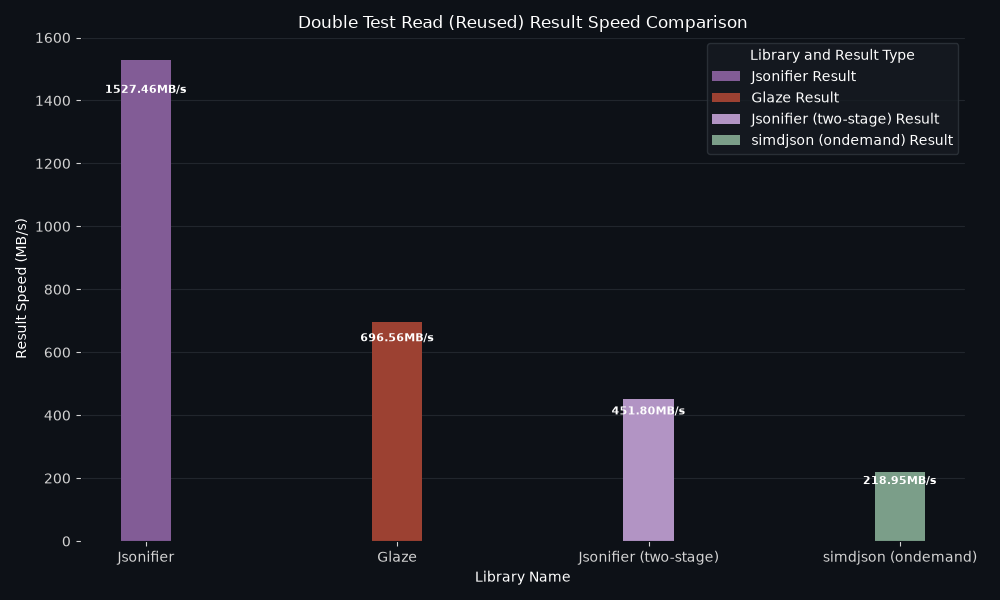 Double Test Read (Reused) Result Speed Comparison
Library and Result Type
Jsonifier Result
Glaze Result
Jsonifier (two-stage) Result
simdjson (ondemand) Result
Result Speed (MB/s)
1600
1400
1200
1000
800
600
400
200
0
1527.46MB/s
696.56MB/s
451.80MB/s
218.95MB/s
Jsonifier
Glaze
Jsonifier (two-stage)
simdjson (ondemand)
Library Name